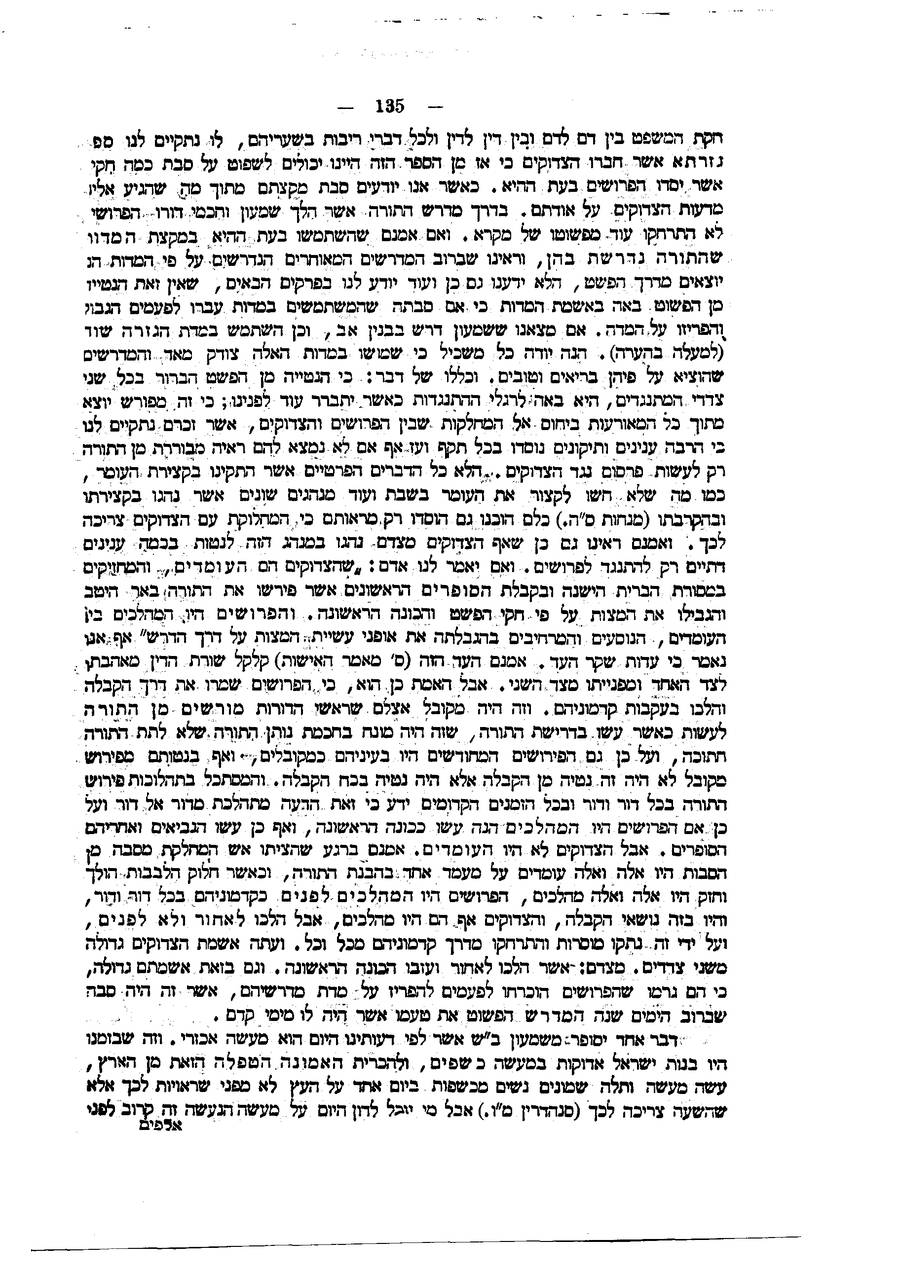 — 135 —
חקת המשפט בין דם לדם ובין דין לדין ולכל דברי ריבות בשעריהם, לו נתקיים לנו ספ
גזרתא אשר חברו הצדוקים כי אז מן הספר הזה היינו יכולים לשפוט על סבת כמה חקי
אשר יסדו הפרושים בעת ההיא. כאשר אנו יודעים סבת מקצתם מתוך מה שהגיע אלינו
מדעות הצדוקים על אודתם. בדרך מדרש התורה אשר הלך שמעון וחכמי דורו הפרושי
לא התרחקו עוד מפשוטו של מקרא. ואם אמנם שהשתמשו בעת ההיא במקצת המדוו
שהתורה נדרשת בהן, וראינו שברוב המדרשים המאוחרים הנדרשים על פי המדות הנ
יוצאים מדרך הפשט, הלא ידענו גם כן ועוד יודע לנו בפרקים הבאים, שאין זאת הנטייו
מן הפשוט באה באשמת המדות כי אם סבתה שהמשתמשים במדות עברו לפעמים הגבול
והפריזו על המדה. אם מצאנו ששמעון דרש בבנין אב, וכן השתמש במדת הגזרה שוה
(למעלה בהערה). הנה יודה כל משכיל כי שמושו במדות האלה צודק מאד והמדרשים
שהוציא על פיהן בריאים וטובים. וכללו של דבר: כי הנטייה מן הפשט הברור בכל שני
צדדי המתנגדים, היא באה לרגלי ההתנגדות כאשר יתברר עוד לפנינו; כי זה מפורש יוצא
מתוך כל המאורעות ביחוס אל המחלקות שבין הפרושים והצדוקים, אשר זכרם נתקיים לנו
כי הרבה ענינים ותיקונים נוסדו בכל תקף ועז אף אם לא נמצא להם ראיה מבוררת מן התורה
רק לעשות פרסום נגד הצדוקים. הלא כל הדברים הפרטיים אשר התקינו בקצירת העומר,
כמו מה שלא חשו לקצור את העומר בשבת ועוד מנהגים שונים אשר נהגו בקצירתו
ובהקרבתו (מנחות ס"ה.) כלם הוכנו גם הוסדו רק מראותם כי המחלוקת עם הצדוקים צריכה
לכך. ואמנם ראינו גם כן שאף הצדוקים מצדם נהגו במנהג הזה לנטות בכמה ענינים
דתיים רק להתנגד לפרושים. ואם יאמר לנו אדם: „שהצדוקים הם העומדים, והמחזיקים
במסורת הברית הישנה ובקבלת הסופרים הראשונים אשר פירשו את התורה באר היטב
והגבילו את המצות על פי חקי הפשט והכונה הראשונה. והפרושים היו המהלכים בין
העומדים, הנוסעים והמרחיבים בהגבלתה את אופני עשיית המצות על דרך הדרש" אף אנו
נאמר כי עדות שקר העד. אמנם העד הזה (ס' מאמר האישות) קלקל שורת הדין מאהבתו
לצד האחד ומפנייתו מצד השני. אבל האמת כן הוא, כי הפרושים שמרו את דרך הקבלה
והלכו בעקבות קדמוניהם. וזה היה מקובל אצלם שראשי הדורות מורשים מן התורה
לעשות כאשר עשו בדרישת התורה, שזה היה מונח בחכמת נותן התורה שלא לתת התורה
חתוכה, ועל כן גם הפירושים המחודשים היו בעיניהם כמקובלים, ואף בנטותם מפירוש
מקובל לא היה זה נטיה מן הקבלה אלא היה נטיה בכח הקבלה. והמסתכל בתהלוכות פירוש
התורה בכל דור ודור ובכל הזמנים הקדומים ידע כי זאת הדעה מתהלכת מדור אל דור ועל
כן אם הפרושים היו המהלכים הנה עשו ככונה הראשונה, ואף כן עשו הנביאים ואחריהם
הסופרים. אבל הצדוקים לא היו העומדים. אמנם ברגע שהציתו אש המחלקת מסבה מן
הסבות היו אלה ואלה עומדים על מעמד אחד בהבנת התורה, וכאשר חלוק הלבבות הולך
וחזק היו אלה ואלה מהלכים, הפרושים היו המהלכים לפנים כקדמוניהם בכל דור ודור,
והיו בזה נושאי הקבלה, והצדוקים אף הם היו מהלכים, אבל הלכו לאחור ולא לפנים,
ועל ידי זה נתקו מוסרות והתרחקו מדרך קדמוניהם מכל וכל. ועתה אשמת הצדוקים גדולה
משני צדדים. מצדם: אשר הלכו לאחור ועזבו הכונה הראשונה. וגם בזאת אשמתם גדולה,
כי הם גרמו שהפרושים הוכרחו לפעמים להפריז על מדת מדרשיהם, אשר זה היה סבה
שברוב הימים שנה המדרש הפשוט את טעמו אשר היה לו מימי קדם.
דבר אחד יסופר משמעון ב"ש אשר לפי דעותינו היום הוא מעשה אכזרי. וזה שבזמנו
היו בנות ישראל אדוקות במעשה כשפים, ולהכרית האמונה הטפלה הזאת מן הארץ,
עשה מעשה ותלה שמונים נשים מכשפות ביום אחד על העץ לא מפני שראויות לכך אלא
שהשעה צריכה לכך (סנהדרין מ"ו.) אבל מי יוכל לדון היום על מעשה הנעשה זה קרוב לפני
אלפים